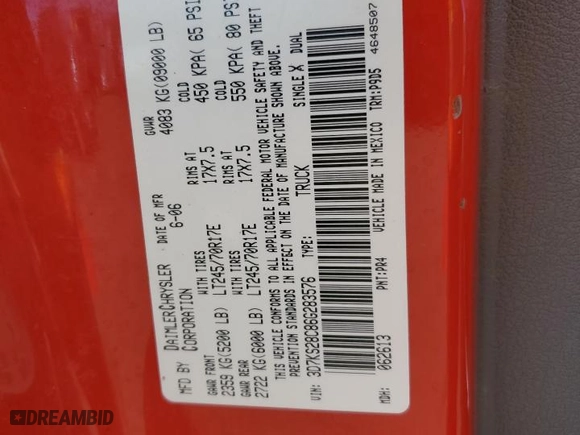 MFD BY DAIMLERCHRYSLER CORPORATION
DATE OF MFR 6-06
GVWR 4083 KG(09000 LB)
GAWR FRONT 2359 KG(5200 LB)
WITH TIRES LT245/70R17E
RIMS AT 17X7.5
COLD 450 KPA( 65 PSI
GAWR REAR 2722 KG(6000 LB)
WITH TIRES LT245/70R17E
RIMS AT 17X7.5
COLD 550 KPA( 80 PSI
THIS VEHICLE CONFORMS TO ALL APPLICABLE FEDERAL MOTOR VEHICLE SAFETY AND THEFT
PREVENTION STANDARDS IN EFFECT ON THE DATE OF MANUFACTURE SHOWN ABOVE.
VIN: 3D7KS28C86G283576 TYPE: TRUCK SINGLE X DUAL
MDH: 062613 PNT:PR4 VEHICLE MADE IN MEXICO TRM:P9D5 4648507
DREAMBID